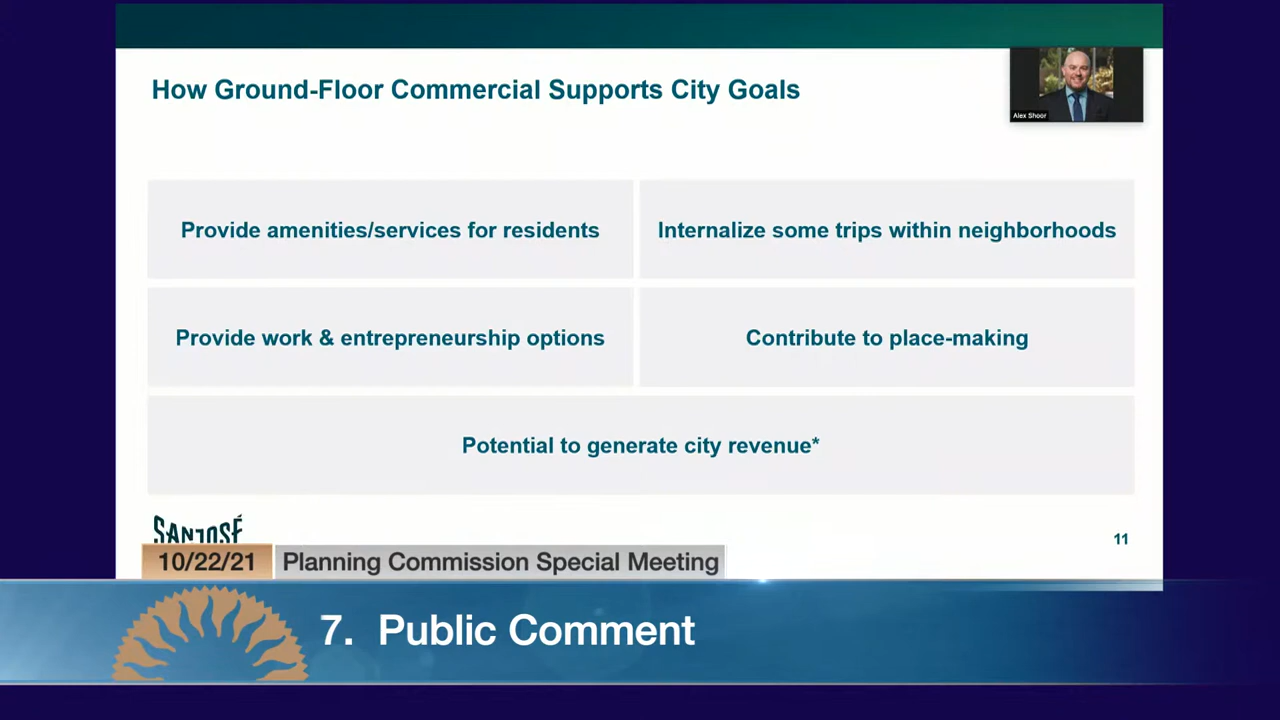 How Ground-Floor Commercial Supports City Goals
Alex Shoor
Provide amenities/services for residents
Internalize some trips within neighborhoods
Provide work & entrepreneurship options
Contribute to place-making
Potential to generate city revenue*
SANJOSÉ
11
10/22/21
Planning Commission Special Meeting
7. Public Comment